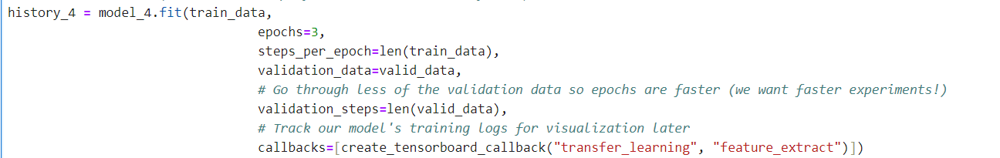 history_4 = model_4.fit(train_data,
epochs=3,
steps_per_epoch=len(train_data),
validation_data=valid_data,
# Go through less of the validation data so epochs are faster (we want faster experiments!)
validation_steps=len(valid_data),
# Track our model's training logs for visualization later
callbacks=[create_tensorboard_callback("transfer_learning", "feature_extract")])